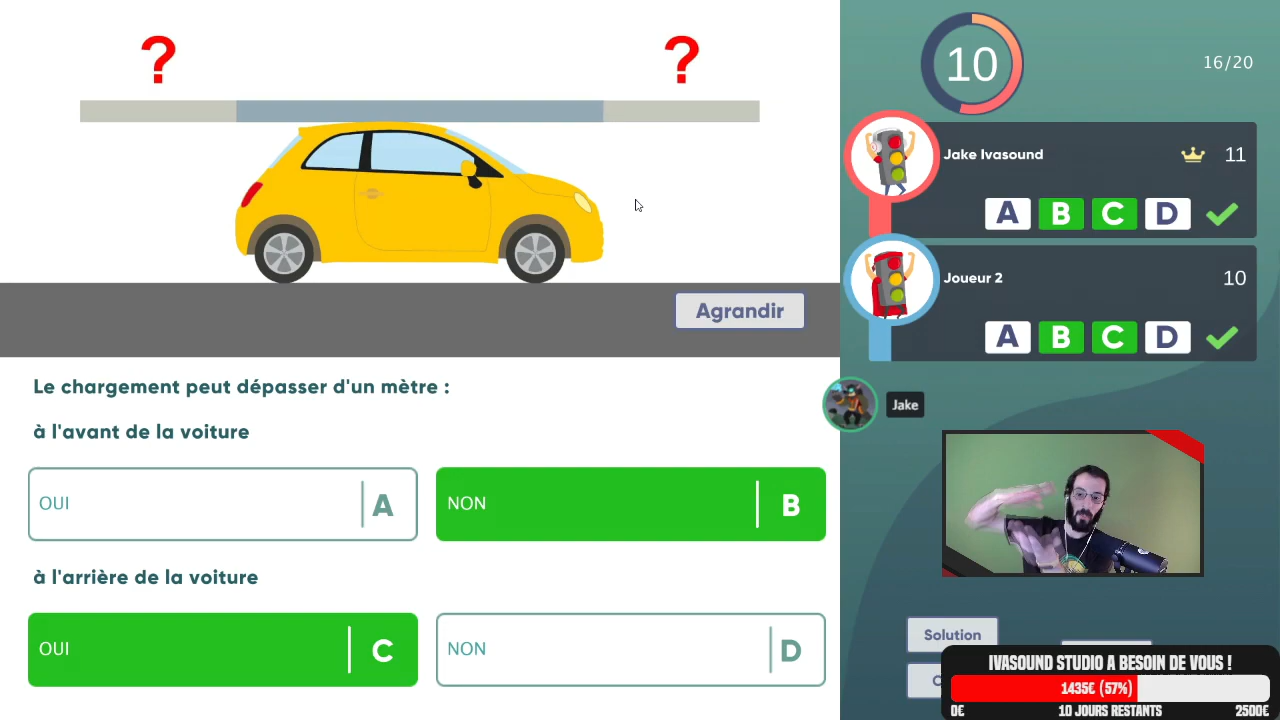 ? ?
10
16/20
Jake Ivasound 11
A B C D
Joueur 2 10
A B C D
Agrandir
Le chargement peut dépasser d'un mètre :
à l'avant de la voiture
OUI A
NON B
à l'arrière de la voiture
OUI C
NON D
Jake
Solution
IVASOUND STUDIO A BESOIN DE VOUS !
1435€ (57%)
0€ 10 JOURS RESTANTS 2500€